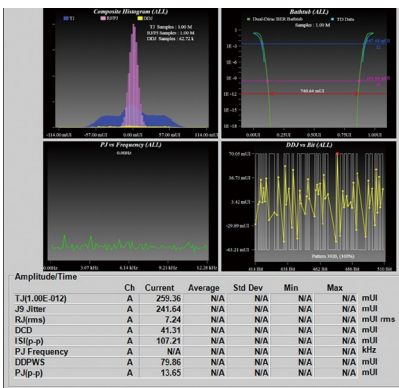 Composite Histogram (ALL)
TJ RJ/PJ DDJ
TJ Samples : 1.00 M
RJ/PJ Samples : 1.00 M
DDJ Samples : 62.72 k
-114.00 mUI -57.00 mUI 0.00 mUI 57.00 mUI 114.00 mUI
Bathtub (ALL)
Dual-Dirac BER Bathtub TD Data
Samples : 1.00 M
1E-3
1E-6
1E-9
740.64 mUI
1E-12
1E-15
1E-18
0.00UI 0.25UI 0.50UI 0.75UI 1.00UI
PJ vs Frequency (ALL)
0.000Hz
0.000Hz 3.07 kHz 6.14 kHz 9.21 kHz 12.28 kHz
DDJ vs Bit (ALL)
70.05 mUI
36.73 mUI
3.42 mUI
-29.89 mUI
-63.21 mUI
414 Bit 438 Bit 462 Bit 486 Bit 510 Bit
Amplitude/Time
Ch Current Average Std Dev Min Max
TJ(1.00E-012) A 259.36 N/A N/A N/A N/A mUI
J9 Jitter A 241.64 N/A N/A N/A N/A mUI
RJ(rms) A 7.24 N/A N/A N/A N/A mUI rms
DCD A 41.31 N/A N/A N/A N/A mUI
ISI(p-p) A 107.21 N/A N/A N/A N/A mUI
PJ Frequency A N/A N/A N/A N/A N/A kHz
DDPWS A 79.86 N/A N/A N/A N/A mUI
PJ(p-p) A 13.65 N/A N/A N/A N/A mUI